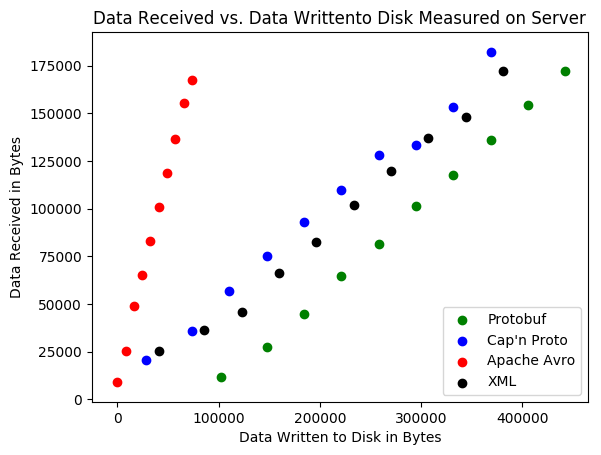 Data Received vs. Data Writtento Disk Measured on Server
175000
150000
125000
100000
75000
50000
25000
0
Data Received in Bytes
0 100000 200000 300000 400000
Data Written to Disk in Bytes
Protobuf
Cap'n Proto
Apache Avro
XML